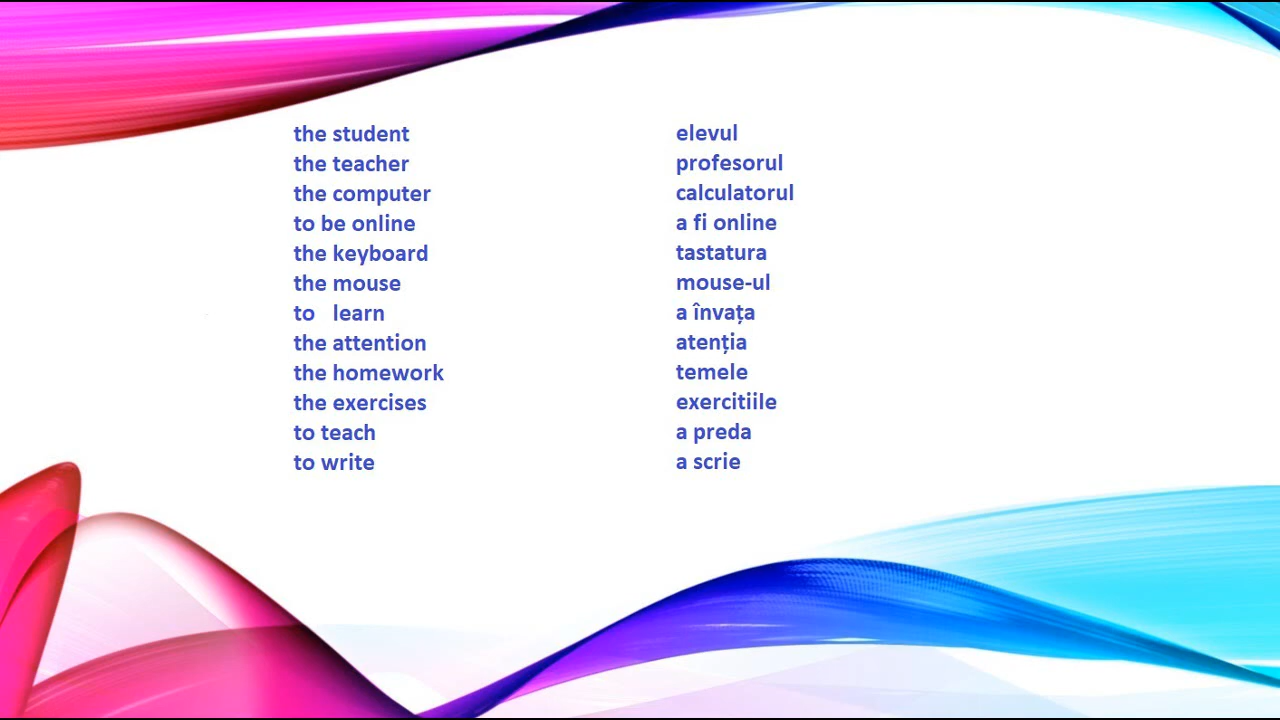 the student elevul
the teacher profesorul
the computer calculatorul
to be online a fi online
the keyboard tastatura
the mouse mouse-ul
to learn a învața
the attention atenția
the homework temele
the exercises exercitiile
to teach a preda
to write a scrie